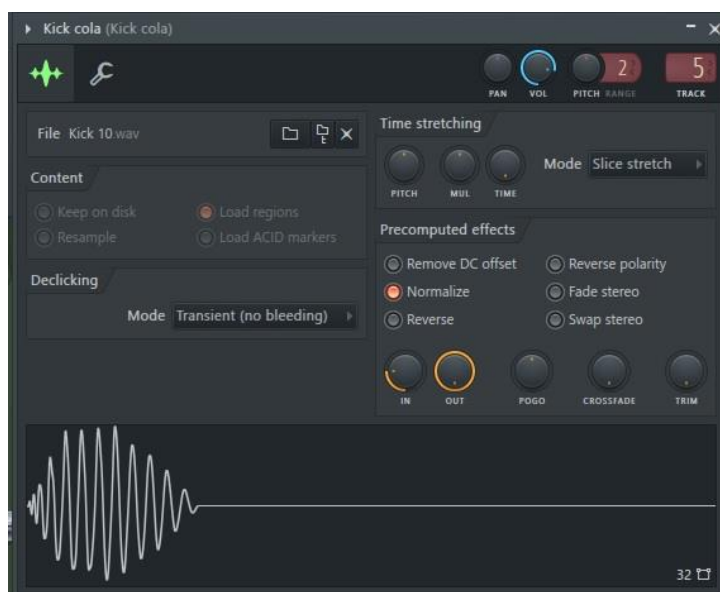 Kick cola (Kick cola)
2
5
PAN VOL PITCH RANGE TRACK
File Kick 10.wav
Time stretching
PITCH MUL TIME
Mode Slice stretch
Content
Keep on disk
Load regions
Resample
Load ACID markers
Declicking
Mode Transient (no bleeding)
Precomputed effects
Remove DC offset
Reverse polarity
Normalize
Fade stereo
Reverse
Swap stereo
IN OUT POGO CROSSFADE TRIM
32